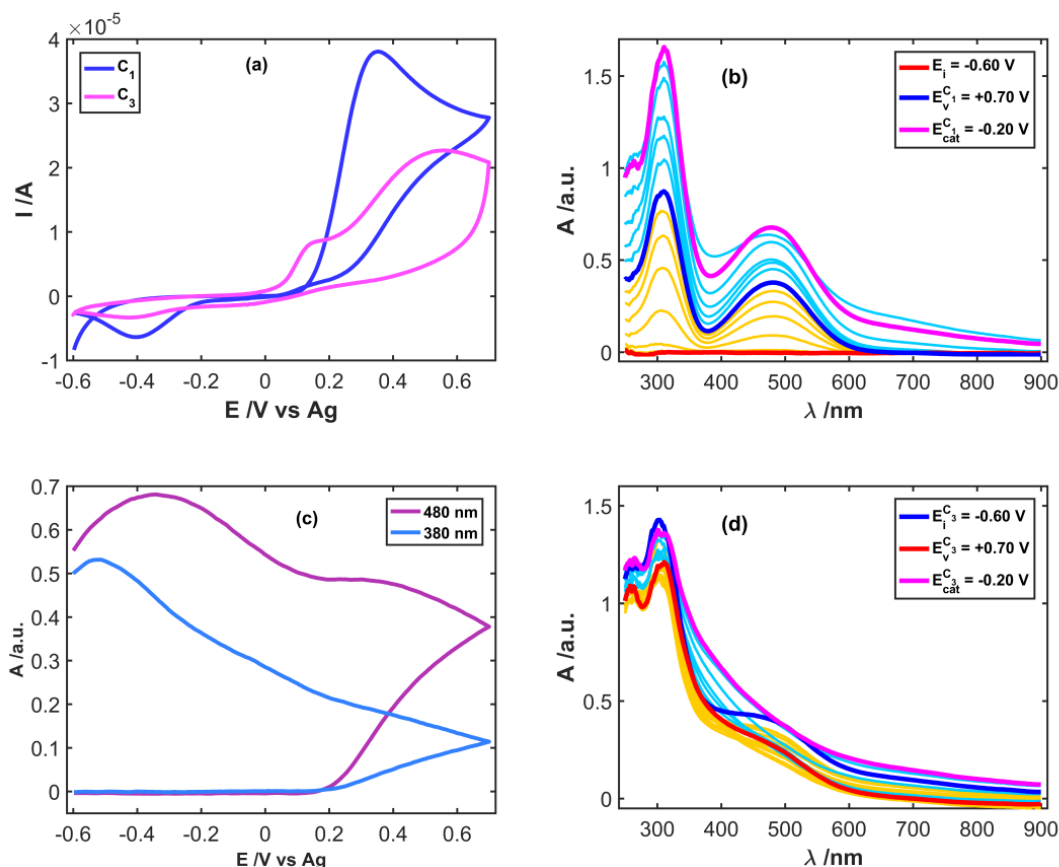 ×10⁻⁵
(a)
C₁
C₃
4
3
2
1
0
-1
I /A
-0.6 -0.4 -0.2 0 0.2 0.4 0.6
E /V vs Ag
(b)
Eᵢ = -0.60 V
Eᵥ^C₁ = +0.70 V
E_cat^C₁ = -0.20 V
1.5
1
0.5
0
A /a.u.
300 400 500 600 700 800 900
λ /nm
(c)
480 nm
380 nm
0.7
0.6
0.5
0.4
0.3
0.2
0.1
0
A /a.u.
-0.6 -0.4 -0.2 0 0.2 0.4 0.6
E /V vs Ag
(d)
Eᵢ^C₃ = -0.60 V
Eᵥ^C₃ = +0.70 V
E_cat^C₃ = -0.20 V
1.5
1
0.5
0
A /a.u.
300 400 500 600 700 800 900
λ /nm